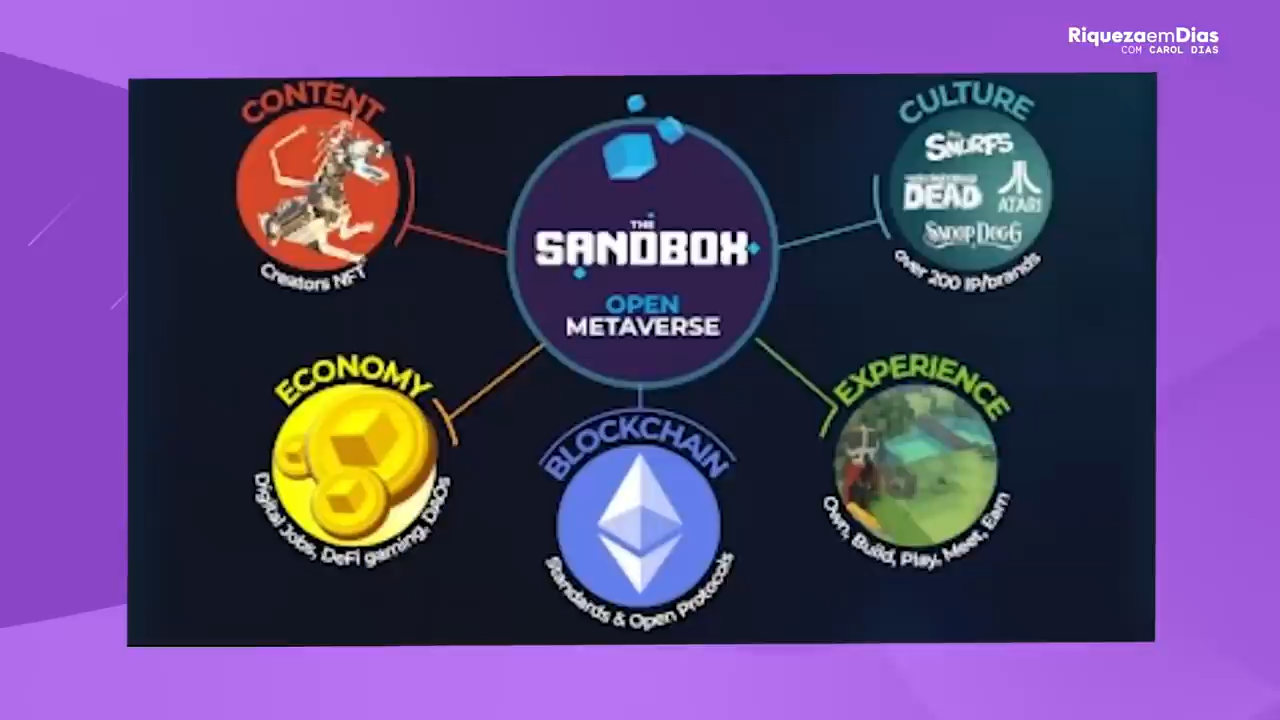 RiquezaemDias
COM CAROL DIAS
CONTENT
Creators NFT
THE
SANDBOX
OPEN
METAVERSE
CULTURE
THE
SMURFS
DEAD
ATARI
SNOOP DOGG
over 200 IP/brands
ECONOMY
Digital Jobs, DeFi gaming, DAOs
BLOCKCHAIN
Standards & Open Protocols
EXPERIENCE
Own, Build, Play, Meet, Earn